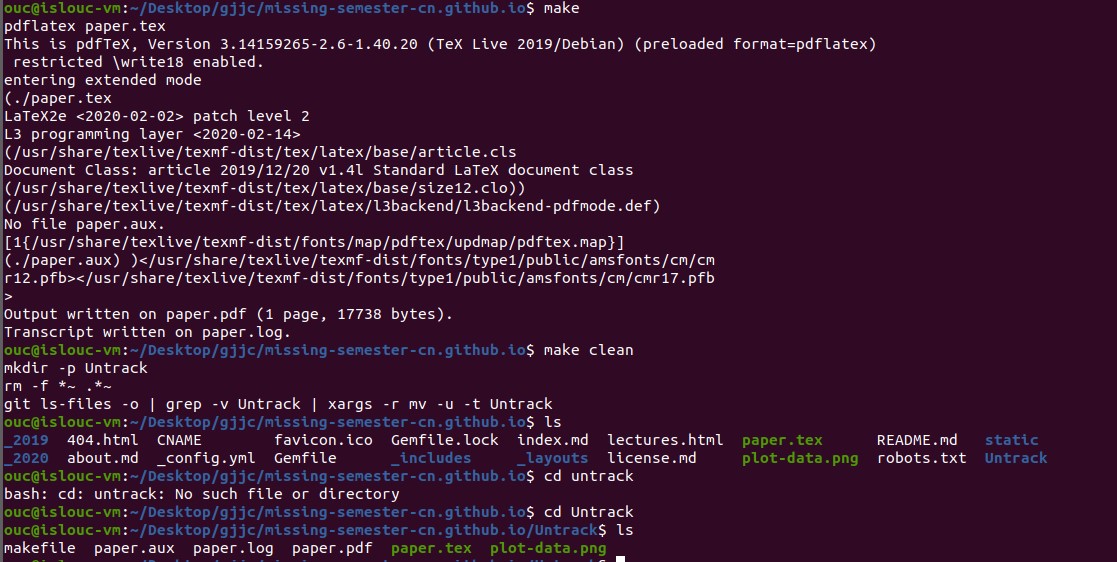 ouc@islouc-vm:~/Desktop/gjjc/missing-semester-cn.github.io$ make
pdflatex paper.tex
This is pdfTeX, Version 3.14159265-2.6-1.40.20 (TeX Live 2019/Debian) (preloaded format=pdflatex)
 restricted \write18 enabled.
entering extended mode
(./paper.tex
LaTeX2e <2020-02-02> patch level 2
L3 programming layer <2020-02-14>
(/usr/share/texlive/texmf-dist/tex/latex/base/article.cls
Document Class: article 2019/12/20 v1.4l Standard LaTeX document class
(/usr/share/texlive/texmf-dist/tex/latex/base/size12.clo))
(/usr/share/texlive/texmf-dist/tex/latex/l3backend/l3backend-pdfmode.def)
No file paper.aux.
[1{/usr/share/texlive/texmf-dist/fonts/map/pdftex/updmap/pdftex.map}]
(./paper.aux) )</usr/share/texlive/texmf-dist/fonts/type1/public/amsfonts/cm/cm
r12.pfb></usr/share/texlive/texmf-dist/fonts/type1/public/amsfonts/cm/cmr17.pfb
>
Output written on paper.pdf (1 page, 17738 bytes).
Transcript written on paper.log.
ouc@islouc-vm:~/Desktop/gjjc/missing-semester-cn.github.io$ make clean
mkdir -p Untrack
rm -f *~ .*~
git ls-files -o | grep -v Untrack | xargs -r mv -u -t Untrack
ouc@islouc-vm:~/Desktop/gjjc/missing-semester-cn.github.io$ ls
_2019  404.html  CNAME        favicon.ico  Gemfile.lock  index.md  lectures.html  paper.tex      README.md   static
_2020  about.md  _config.yml  Gemfile      _includes     _layouts  license.md     plot-data.png  robots.txt  Untrack
ouc@islouc-vm:~/Desktop/gjjc/missing-semester-cn.github.io$ cd untrack
bash: cd: untrack: No such file or directory
ouc@islouc-vm:~/Desktop/gjjc/missing-semester-cn.github.io$ cd Untrack
ouc@islouc-vm:~/Desktop/gjjc/missing-semester-cn.github.io/Untrack$ ls
makefile  paper.aux  paper.log  paper.pdf  paper.tex  plot-data.png